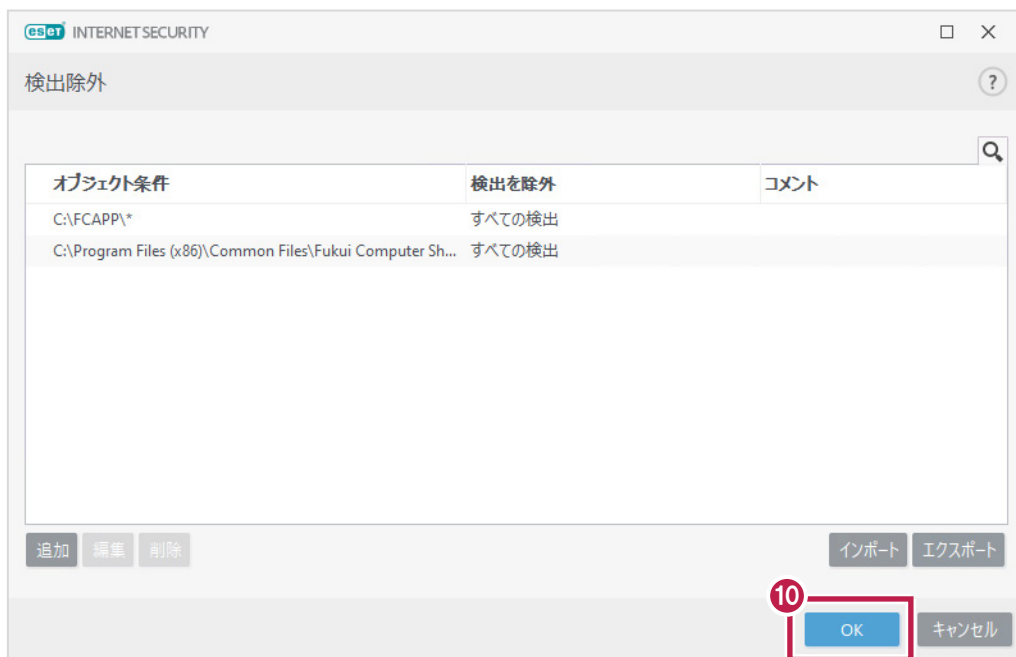 eset INTERNET SECURITY
検出除外
?
オブジェクト条件 検出を除外 コメント
C:\FCAPP\* すべての検出
C:\Program Files (x86)\Common Files\Fukui Computer Sh... すべての検出
追加 編集 削除 インポート エクスポート
10
OK キャンセル